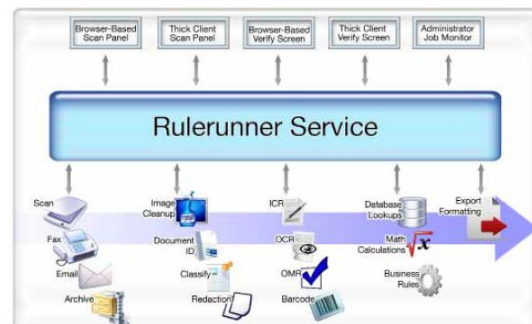 Browser-Based
Scan Panel
Thick Client
Scan Panel
Browser-Based
Verify Screen
Thick Client
Verify Screen
Administrator
Job Monitor
Rulerunner Service
Scan
Fax
Email
Archive
Image
Cleanup
Document
ID
Classify
Redaction
ICR
OCR
OMR
Barcode
Database
Lookups
Math
Calculations
Business
Rules
Export
Formatting